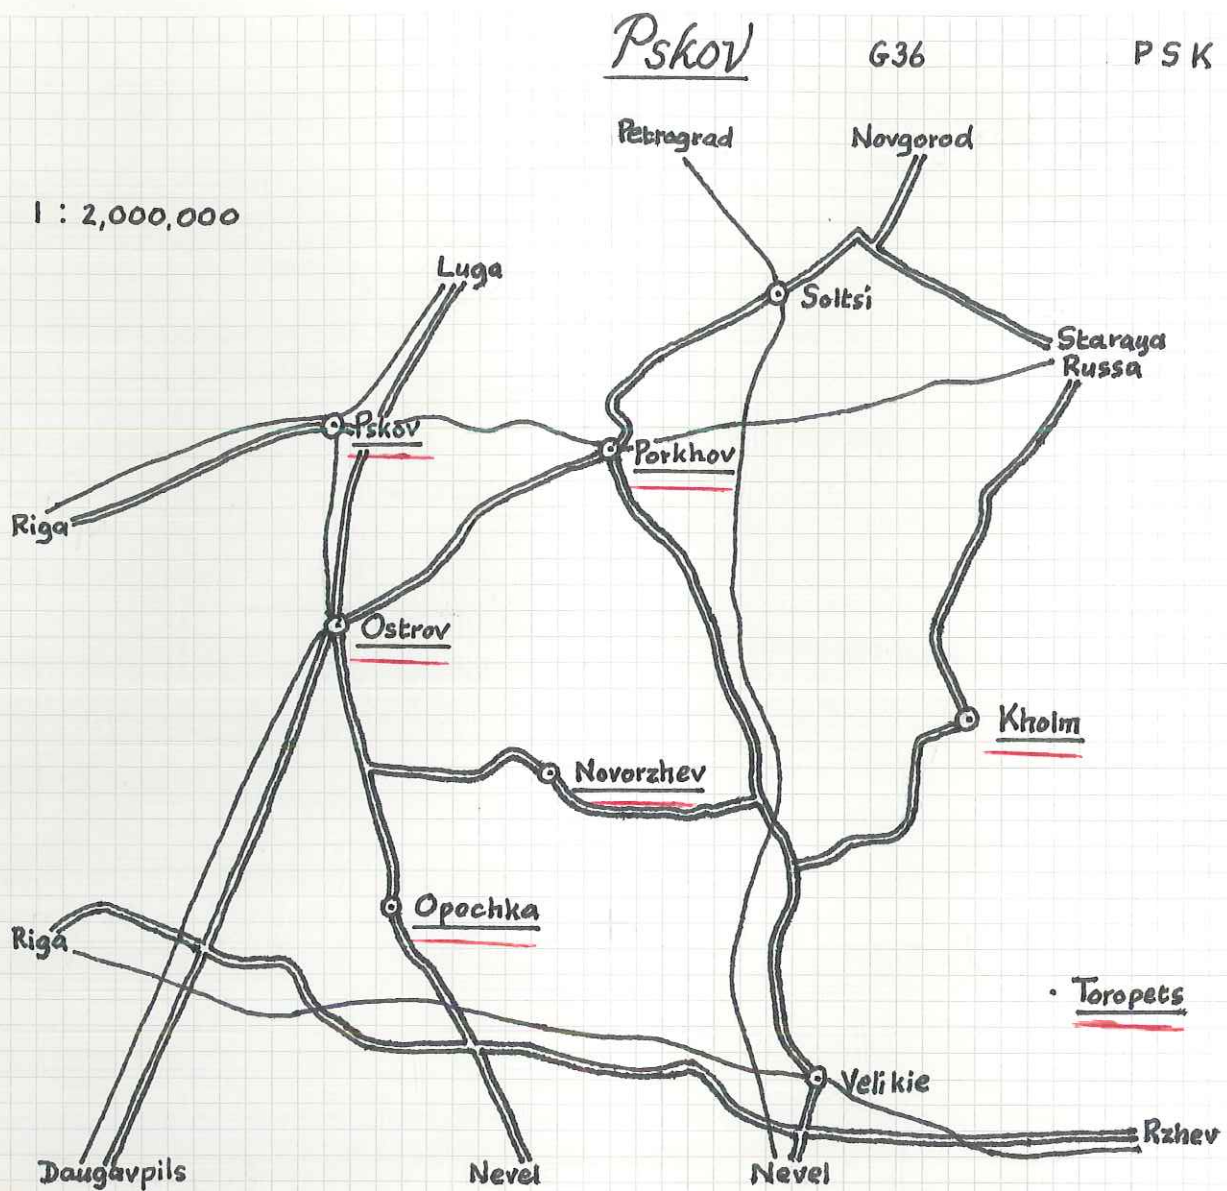 Pskov G36 PSK
Petrograd Novgorod
1 : 2,000,000
Luga
Soltsi
Staraya
Russa
Pskov
Porkhov
Riga
Ostrov
Kholm
Novorzhev
Opochka
Riga
Toropets
Velikie
Rzhev
Daugavpils Nevel Nevel